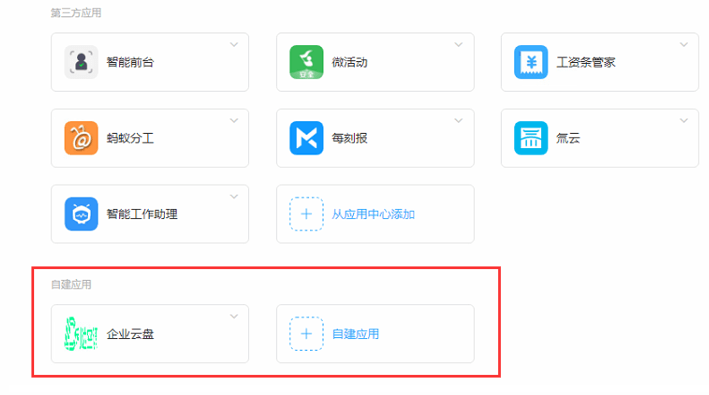 第三方应用
智能前台
微活动
工资条管家
蚂蚁分工
每刻报
氚云
智能工作助理
从应用中心添加
自建应用
企业云盘
自建应用